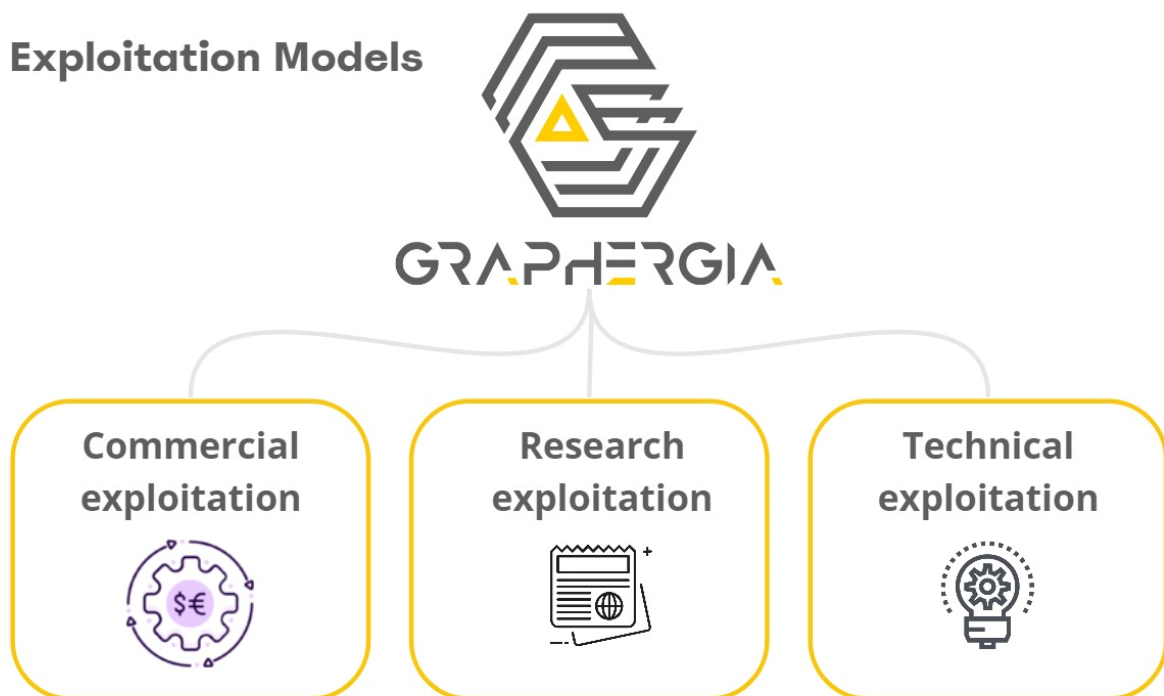 Exploitation Models
GRAPHERGIA
Commercial
exploitation
Research
exploitation
Technical
exploitation
$€